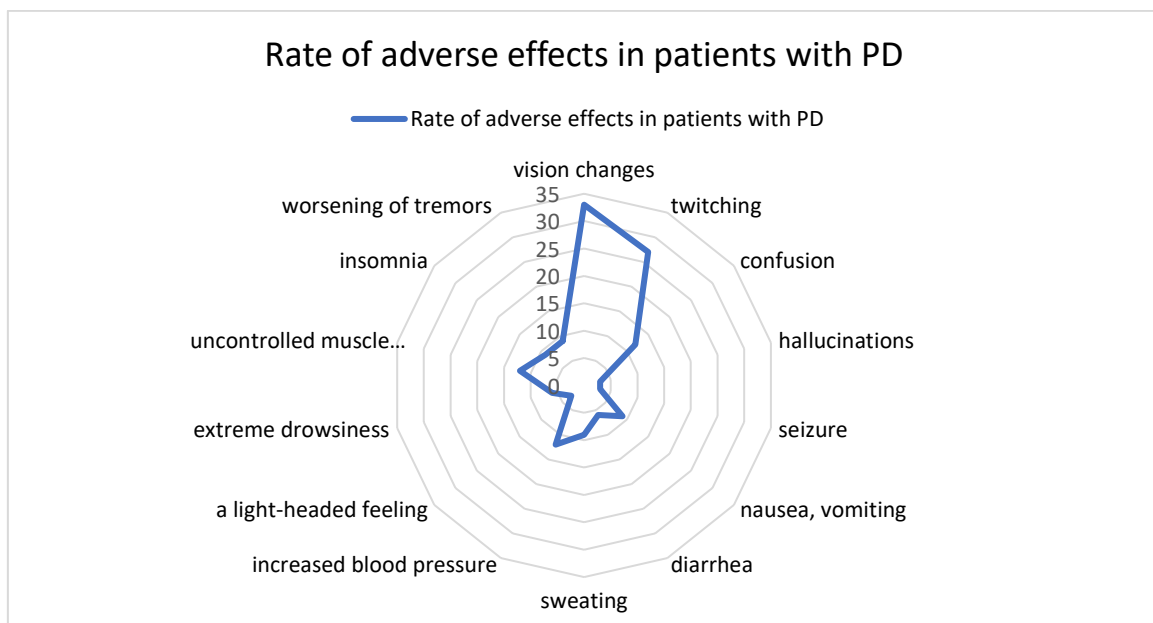 Rate of adverse effects in patients with PD
Rate of adverse effects in patients with PD
vision changes
35
worsening of tremors
twitching
30
insomnia
25
confusion
20
uncontrolled muscle...
15
hallucinations
10
5
0
extreme drowsiness
seizure
a light-headed feeling
nausea, vomiting
increased blood pressure
diarrhea
sweating